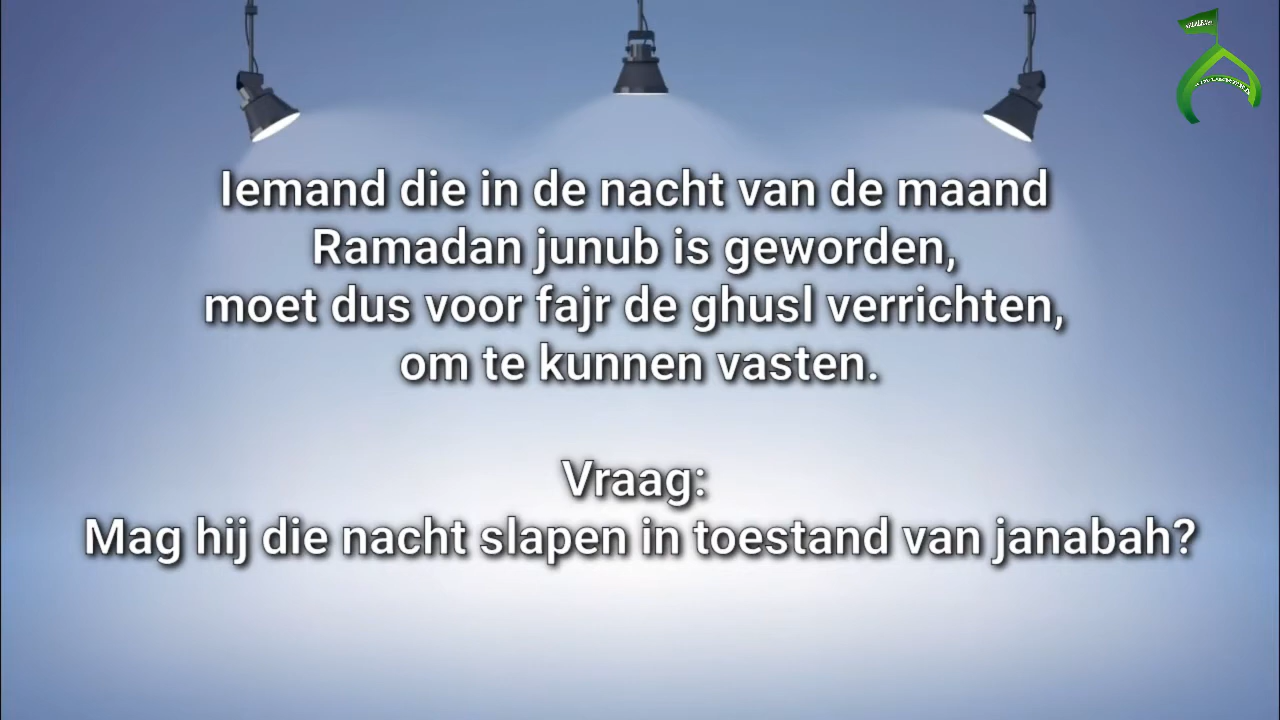 Iemand die in de nacht van de maand
Ramadan junub is geworden,
moet dus voor fajr de ghusl verrichten,
om te kunnen vasten.
Vraag:
Mag hij die nacht slapen in toestand van janabah?